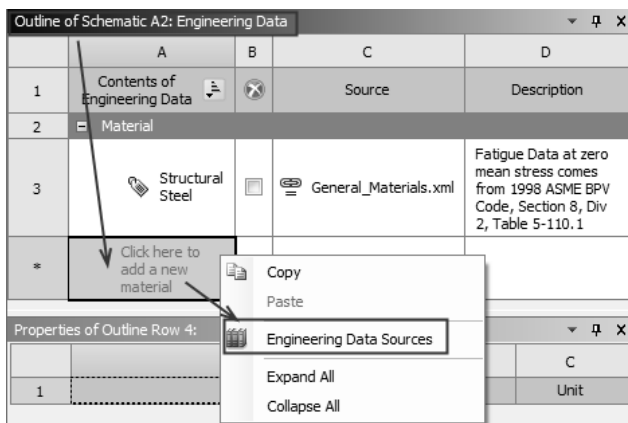 Outline of Schematic A2: Engineering Data
A B C D
1 Contents of Engineering Data Source Description
2 Material
3 Structural Steel General_Materials.xml Fatigue Data at zero
mean stress comes
from 1998 ASME BPV
Code, Section 8, Div
2, Table 5-110.1
* Click here to
add a new
material
Copy
Paste
Engineering Data Sources
Expand All
Collapse All
Properties of Outline Row 4:
C
1 Unit